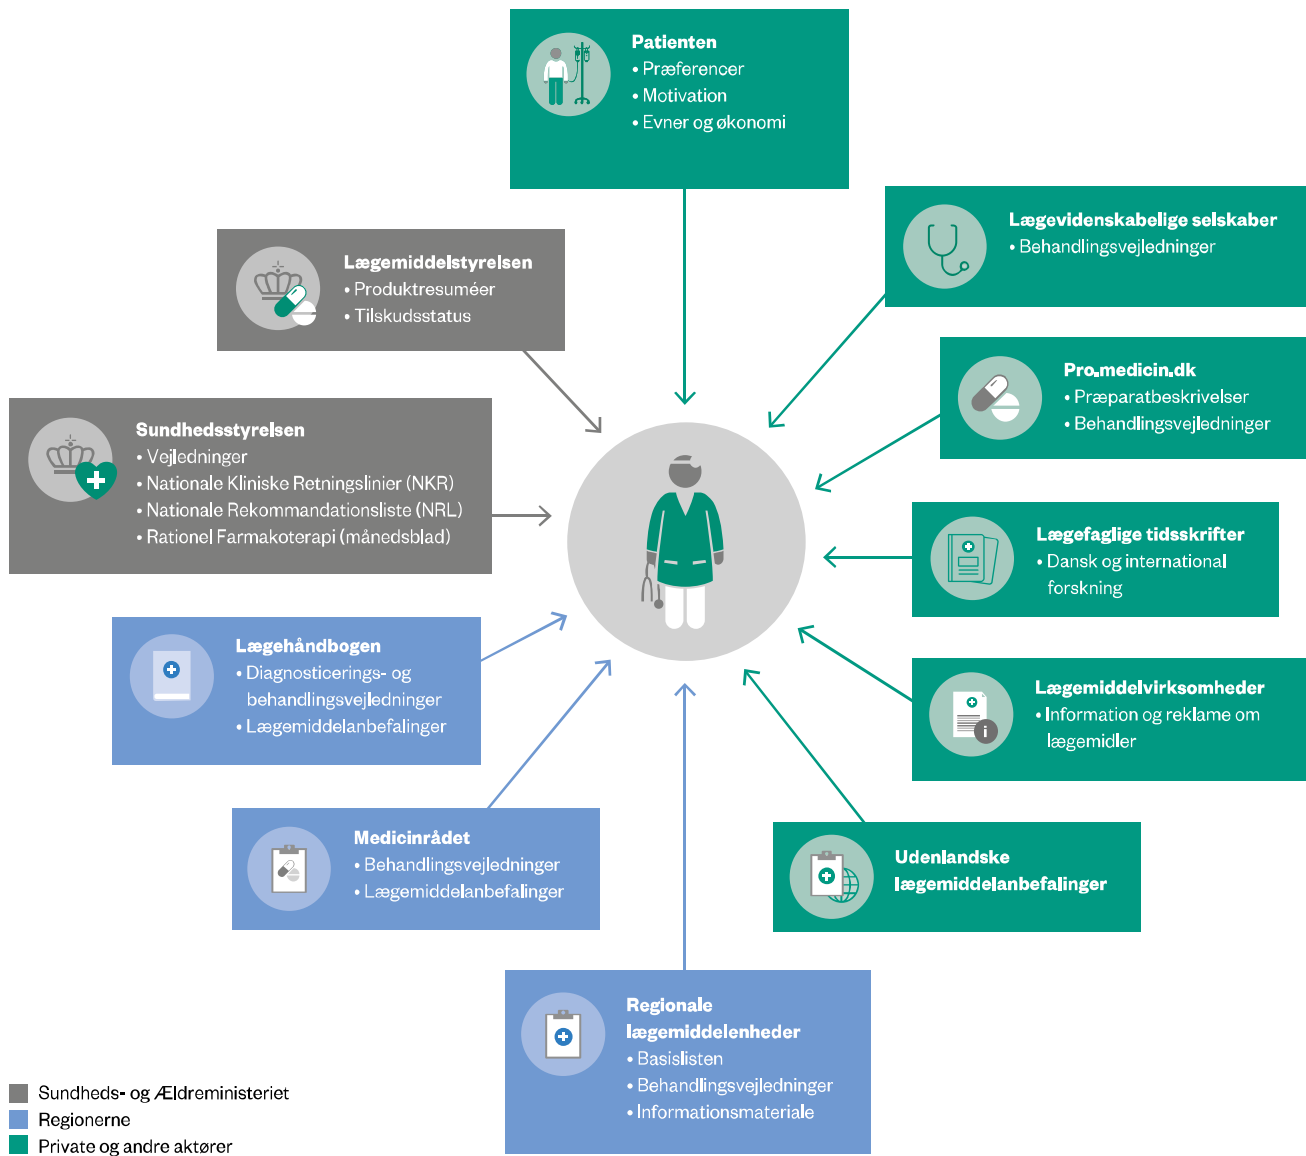 Patienten
• Præferencer
• Motivation
• Evner og økonomi
Lægevidenskabelige selskaber
• Behandlingsvejledninger
Lægemiddelstyrelsen
• Produktresuméer
• Tilskudsstatus
Pro.medicin.dk
• Præparatbeskrivelser
• Behandlingsvejledninger
Sundhedsstyrelsen
• Vejledninger
• Nationale Kliniske Retningslinier (NKR)
• Nationale Rekommandationsliste (NRL)
• Rationel Farmakoterapi (månedsblad)
Lægefaglige tidsskrifter
• Dansk og international
forskning
Lægehåndbogen
• Diagnosticerings- og
behandlingsvejledninger
• Lægemiddelanbefalinger
Lægemiddelvirksomheder
• Information og reklame om
lægemidler
i
Medicinrådet
• Behandlingsvejledninger
• Lægemiddelanbefalinger
Udenlandske
lægemiddelanbefalinger
Regionale
lægemiddelenheder
• Basislisten
• Behandlingsvejledninger
• Informationsmateriale
Sundheds- og Ældreministeriet
Regionerne
Private og andre aktører